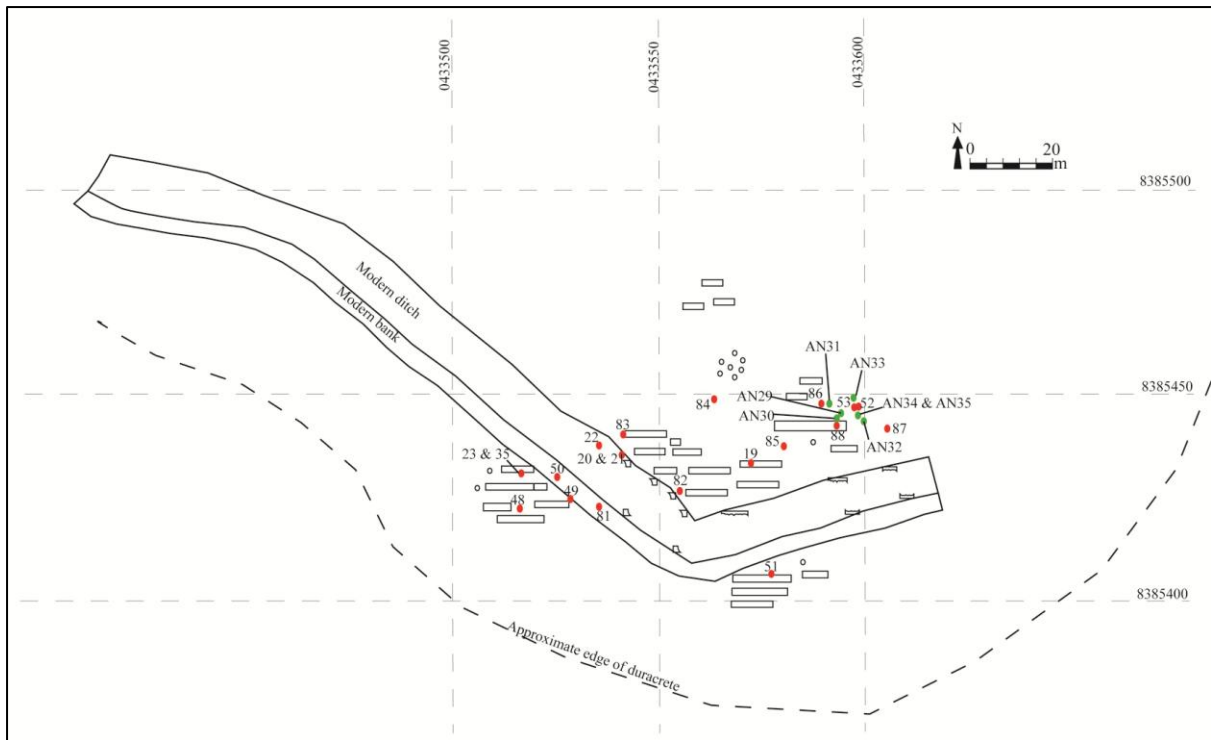 0433500
0433550
0433600
N
0
20
m
8385500
Modern ditch
Modern bank
AN31
AN33
8385450
86
53
52
84
AN29
AN34 & AN35
AN30
83
88
87
AN32
22
85
20 & 21
19
23 & 35
50
82
49
48
81
51
8385400
Approximate edge of duracrete